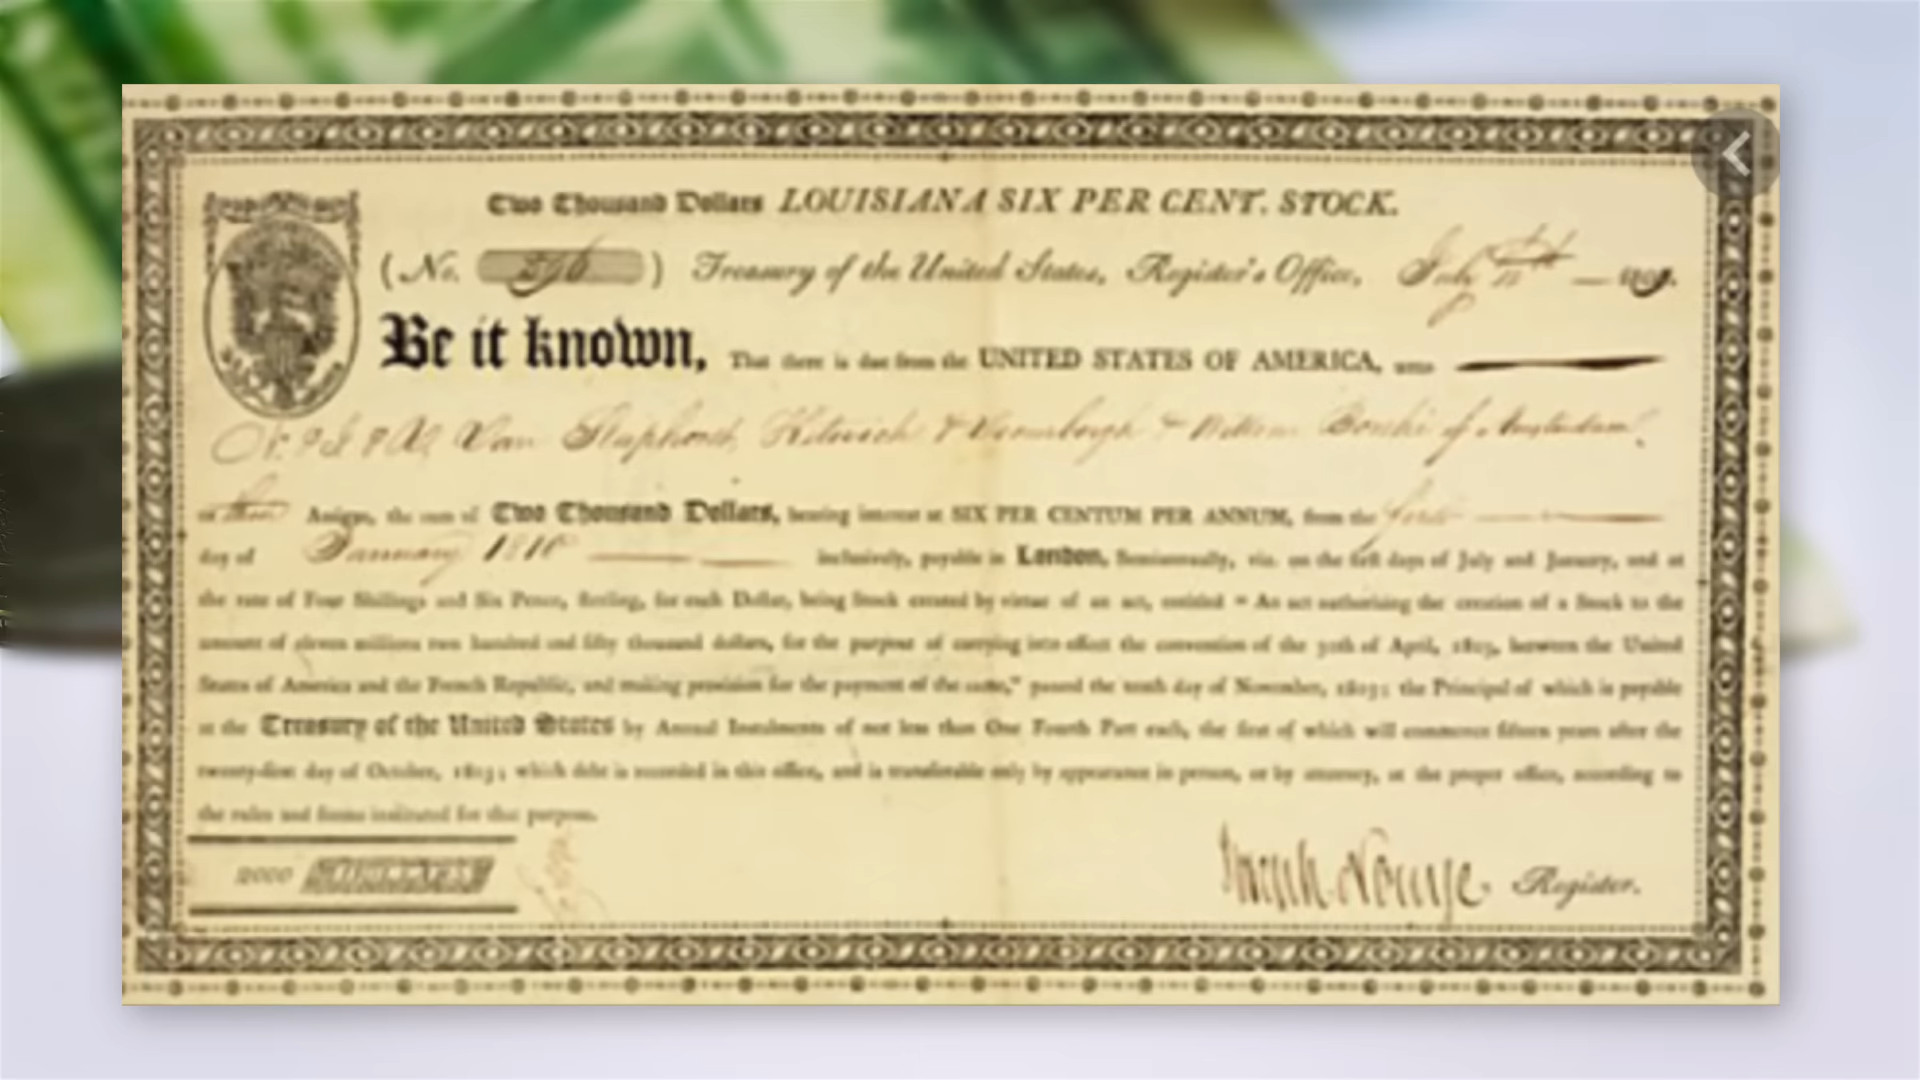 Two Thousand Dollars LOUISIANA SIX PER CENT. STOCK.
(No. ) Treasury of the United States, Register's Office, July
Be it known, That there is due from the UNITED STATES OF AMERICA, unto
Van of Amsterdam
or their Assigns, the sum of Two Thousand Dollars, bearing interest at SIX PER CENTUM PER ANNUM, from the first
day of January 1810 inclusively, payable in London, Semiannually, viz. on the first days of July and January, and at
the rate of Four Shillings and Six Pence, sterling, for each Dollar, being Stock created by virtue of an act, entitled "An act authorising the creation of a Stock to the
amount of eleven millions two hundred and fifty thousand dollars, for the purpose of carrying into effect the convention of the 30th of April, 1803, between the United
States of America and the French Republic, and making provision for the payment of the same," passed the tenth day of November, 1803; the Principal of which is payable
at the Treasury of the United States by Annual Instalments of not less than One Fourth Part each, the first of which will commence fifteen years after the
twenty-first day of October, 1803; which debt is recorded in this office, and is transferable only by appearance in person, or by attorney, at the proper office, according to
the rules and forms instituted for that purpose.
2000 DOLLARS
Joseph Nourse, Register.